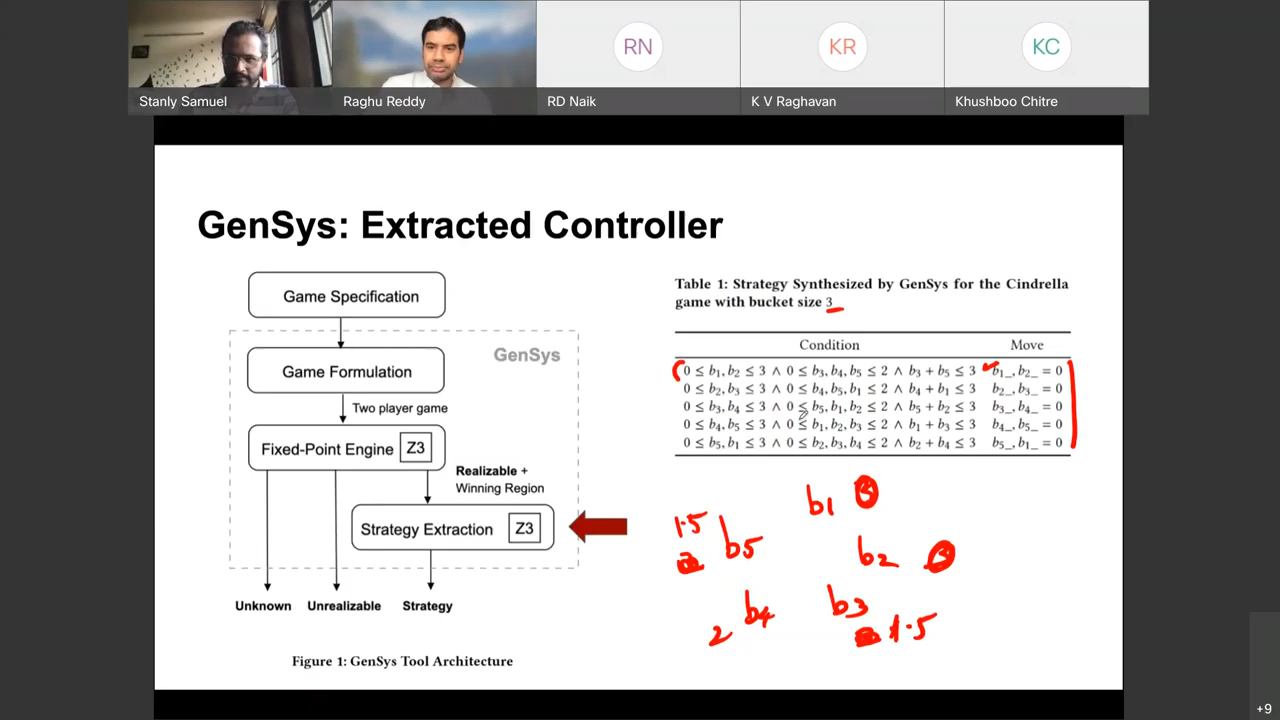 RN
KR
KC
Stanly Samuel
Raghu Reddy
RD Naik
K V Raghavan
Khushboo Chitre
GenSys: Extracted Controller
Game Specification
GenSys
Game Formulation
Two player game
Fixed-Point Engine Z3
Realizable +
Winning Region
Strategy Extraction Z3
Unknown Unrealizable Strategy
Figure 1: GenSys Tool Architecture
Table 1: Strategy Synthesized by GenSys for the Cindrella
game with bucket size 3
Condition Move
0 ≤ b₁, b₂ ≤ 3 ∧ 0 ≤ b₃, b₄, b₅ ≤ 2 ∧ b₃ + b₅ ≤ 3 b₁_, b₂_ = 0
0 ≤ b₂, b₃ ≤ 3 ∧ 0 ≤ b₄, b₅, b₁ ≤ 2 ∧ b₄ + b₁ ≤ 3 b₂_, b₃_ = 0
0 ≤ b₃, b₄ ≤ 3 ∧ 0 ≤ b₅, b₁, b₂ ≤ 2 ∧ b₅ + b₂ ≤ 3 b₃_, b₄_ = 0
0 ≤ b₄, b₅ ≤ 3 ∧ 0 ≤ b₁, b₂, b₃ ≤ 2 ∧ b₁ + b₃ ≤ 3 b₄_, b₅_ = 0
0 ≤ b₅, b₁ ≤ 3 ∧ 0 ≤ b₂, b₃, b₄ ≤ 2 ∧ b₂ + b₄ ≤ 3 b₅_, b₁_ = 0
b1
1.5
b5
b2
b4
b3
2
1.5
+9